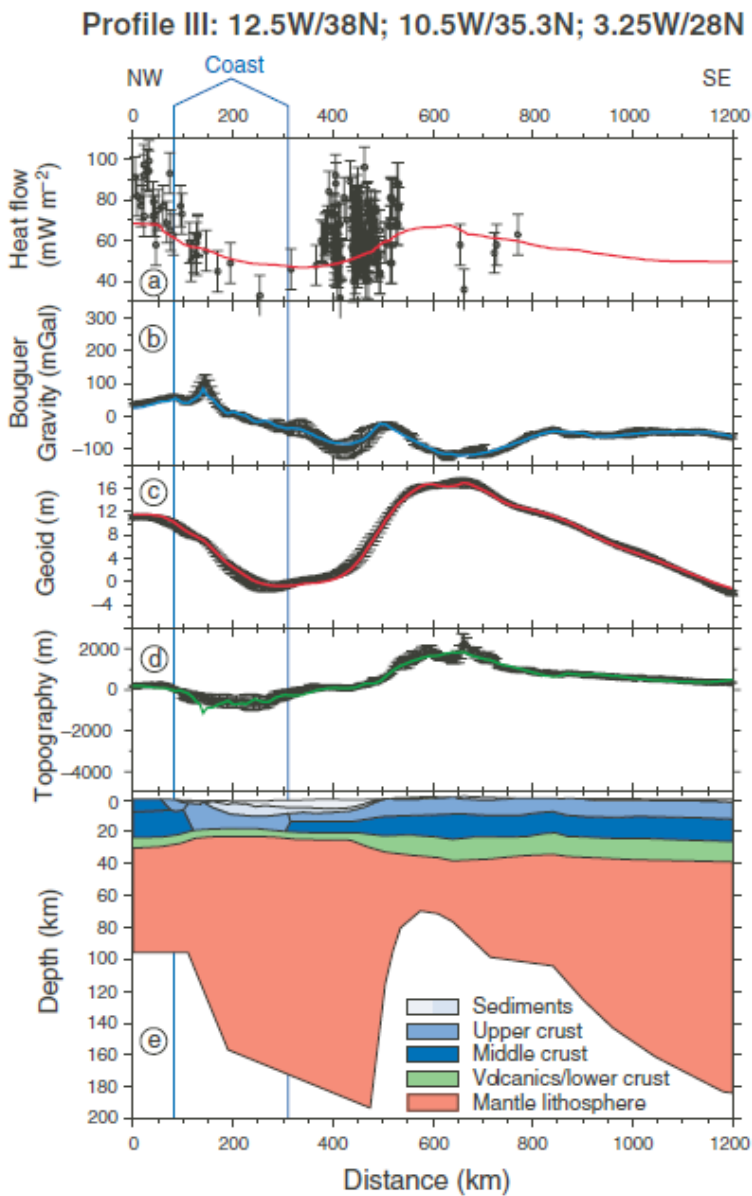 Profile III: 12.5W/38N; 10.5W/35.3N; 3.25W/28N
NW Coast SE
0 200 400 600 800 1000 1200
Heat flow
(mW m⁻²)
100
80
60
40
a
Bouguer
Gravity (mGal)
300
200
100
0
−100
b
Geoid (m)
16
12
8
4
0
−4
c
Topography (m)
2000
0
−2000
−4000
d
Depth (km)
0
20
40
60
80
100
120
140
160
180
200
e
Sediments
Upper crust
Middle crust
Volcanics/lower crust
Mantle lithosphere
0 200 400 600 800 1000 1200
Distance (km)